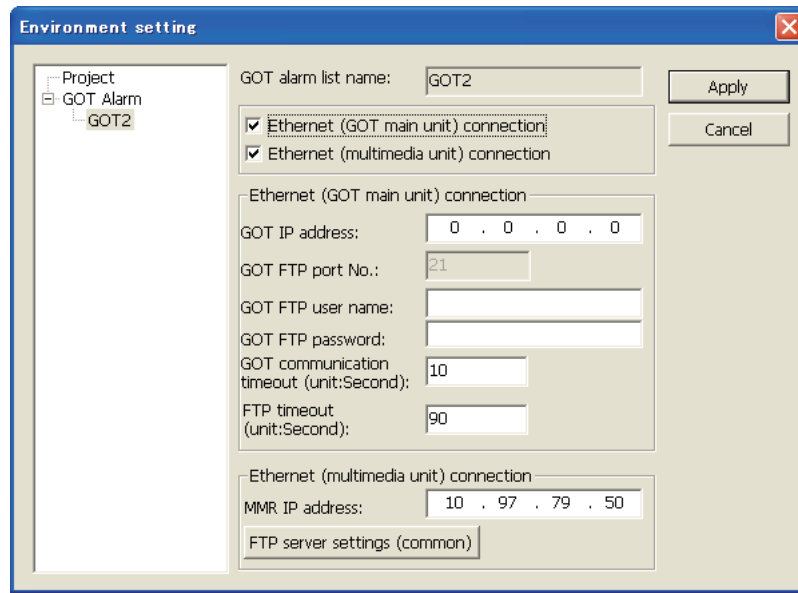 Environment setting
Project
GOT Alarm
GOT2
GOT alarm list name: GOT2
Apply
Cancel
Ethernet (GOT main unit) connection
Ethernet (multimedia unit) connection
Ethernet (GOT main unit) connection
GOT IP address: 0 . 0 . 0 . 0
GOT FTP port No.: 21
GOT FTP user name:
GOT FTP password:
GOT communication
timeout (unit:Second): 10
FTP timeout
(unit:Second): 90
Ethernet (multimedia unit) connection
MMR IP address: 10 . 97 . 79 . 50
FTP server settings (common)